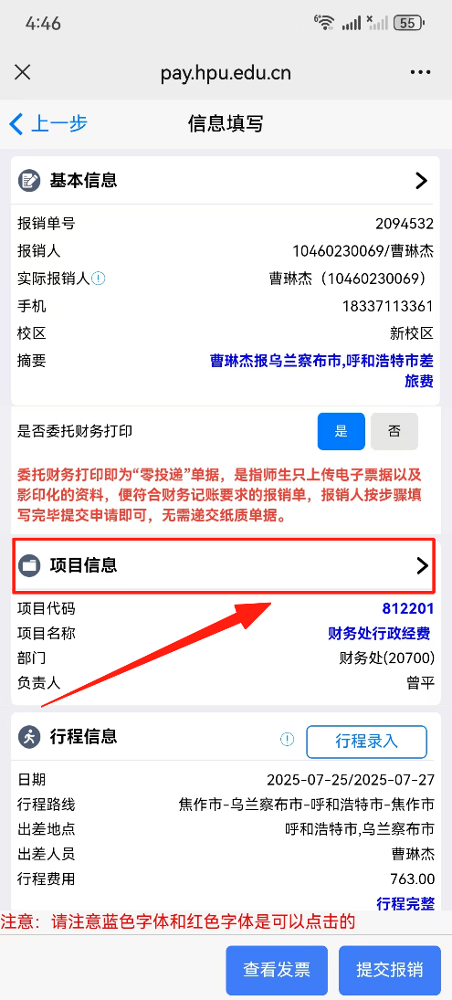 4:46
6
55
pay.hpu.edu.cn
上一步
信息填写
基本信息
报销单号 2094532
报销人 10460230069/曹琳杰
实际报销人 曹琳杰（10460230069）
手机 18337113361
校区 新校区
摘要 曹琳杰报乌兰察布市,呼和浩特市差
旅费
是否委托财务打印 是 否
委托财务打印即为“零投递”单据，是指师生只上传电子票据以及
影印化的资料，便符合财务记账要求的报销单，报销人按步骤填
写完毕提交申请即可，无需递交纸质单据。
项目信息
项目代码 812201
项目名称 财务处行政经费
部门 财务处(20700)
负责人 曾平
行程信息 行程录入
日期 2025-07-25/2025-07-27
行程路线 焦作市-乌兰察布市-呼和浩特市-焦作市
出差地点 呼和浩特市,乌兰察布市
出差人员 曹琳杰
行程费用 763.00
行程完整
注意：请注意蓝色字体和红色字体是可以点击的
查看发票 提交报销